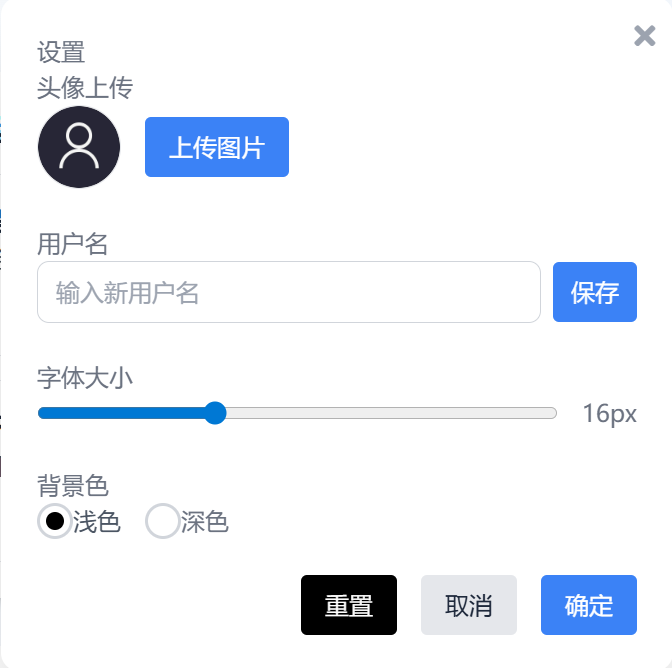 设置
头像上传
上传图片
用户名
输入新用户名
保存
字体大小
16px
背景色
浅色
深色
重置
取消
确定